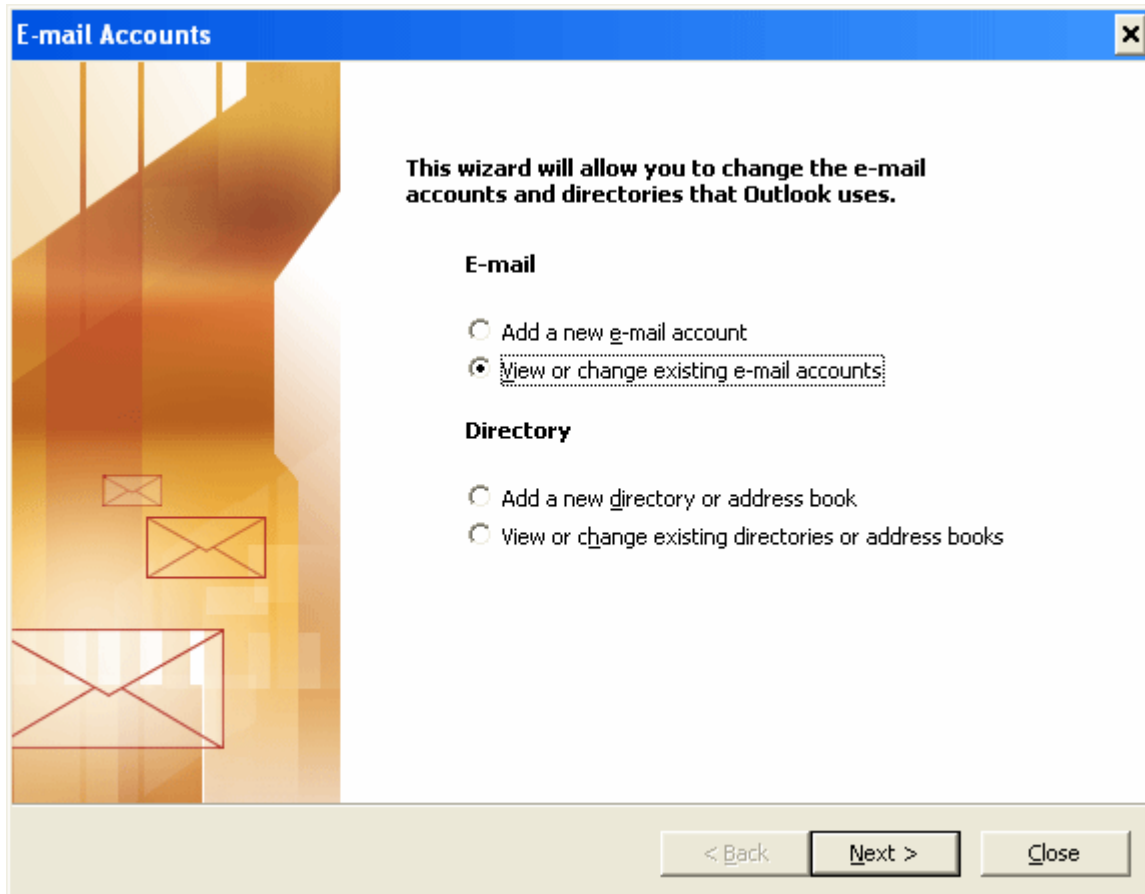 E-mail Accounts
This wizard will allow you to change the e-mail
accounts and directories that Outlook uses.
E-mail
Add a new e-mail account
View or change existing e-mail accounts
Directory
Add a new directory or address book
View or change existing directories or address books
< Back Next > Close